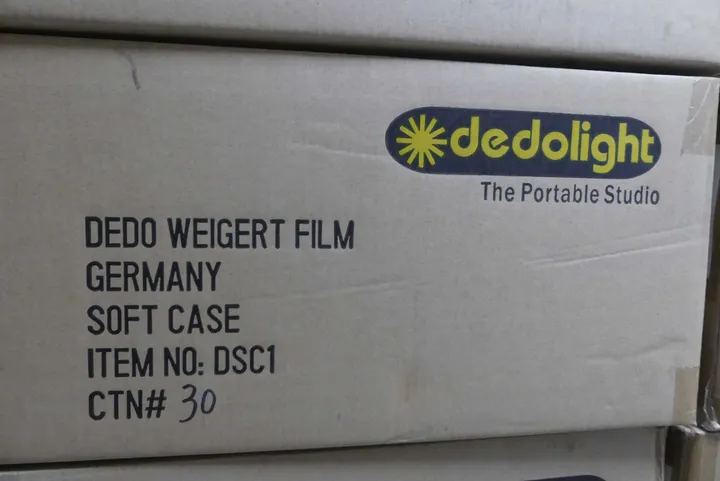 dedolight
The Portable Studio
DEDO WEIGERT FILM
GERMANY
SOFT CASE
ITEM NO: DSC1
CTN# 30